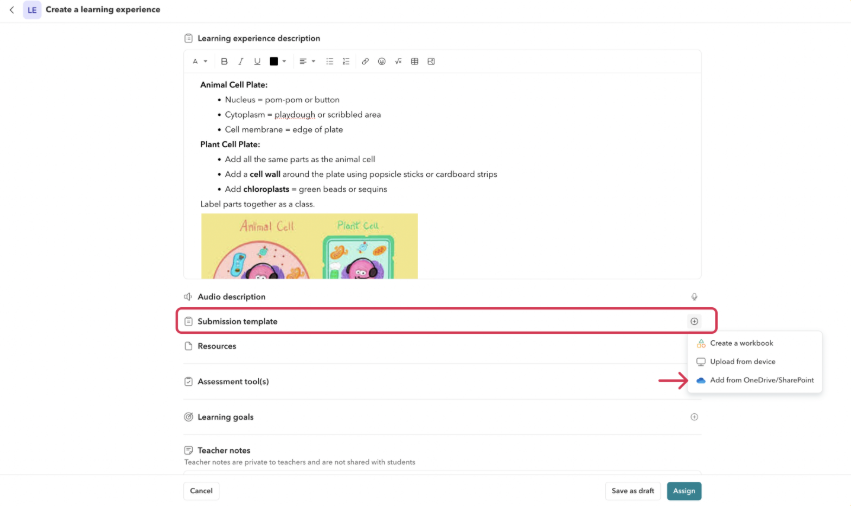 LE Create a learning experience
Learning experience description
A B I U
Animal Cell Plate:
• Nucleus = pom-pom or button
• Cytoplasm = playdough or scribbled area
• Cell membrane = edge of plate
Plant Cell Plate:
• Add all the same parts as the animal cell
• Add a cell wall around the plate using popsicle sticks or cardboard strips
• Add chloroplasts = green beads or sequins
Label parts together as a class.
Animal Cell Plant Cell
Audio description
Submission template
Create a workbook
Resources
Upload from device
Add from OneDrive/SharePoint
Assessment tool(s)
Learning goals
Teacher notes
Teacher notes are private to teachers and are not shared with students
Cancel Save as draft Assign